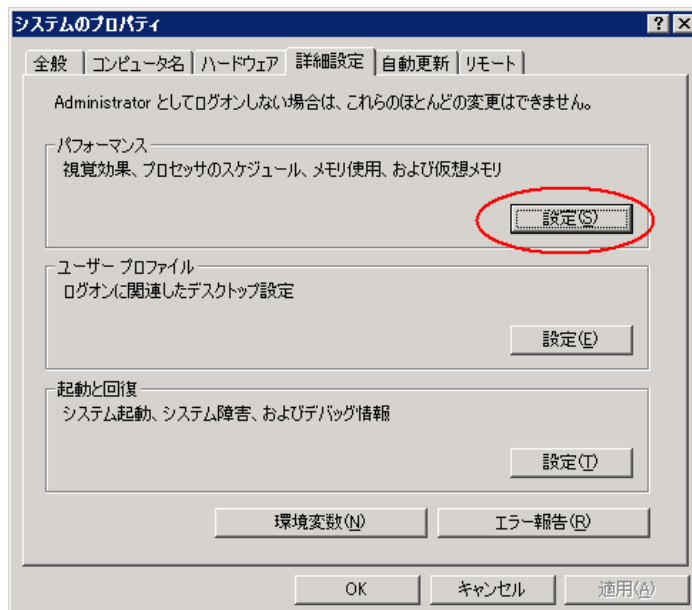 システムのプロパティ
全般 コンピュータ名 ハードウェア 詳細設定 自動更新 リモート
Administrator としてログオンしない場合は、これらのほとんどの変更はできません。
パフォーマンス
視覚効果、プロセッサのスケジュール、メモリ使用、および仮想メモリ
設定(S)
ユーザー プロファイル
ログオンに関連したデスクトップ設定
設定(E)
起動と回復
システム起動、システム障害、およびデバッグ情報
設定(T)
環境変数(N) エラー報告(R)
OK キャンセル 適用(A)